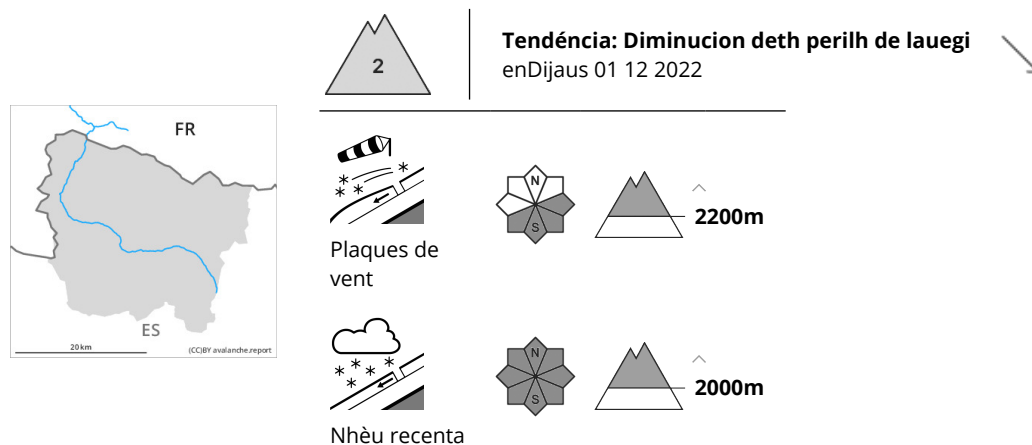 2
Tendéncia: Diminucion deth perilh de lauegi
enDijaus 01 12 2022
FR
ES
20 km
(CC)BY avalanche.report
N
S
2200m
Plaques de
vent
N
S
2000m
Nhèu recenta